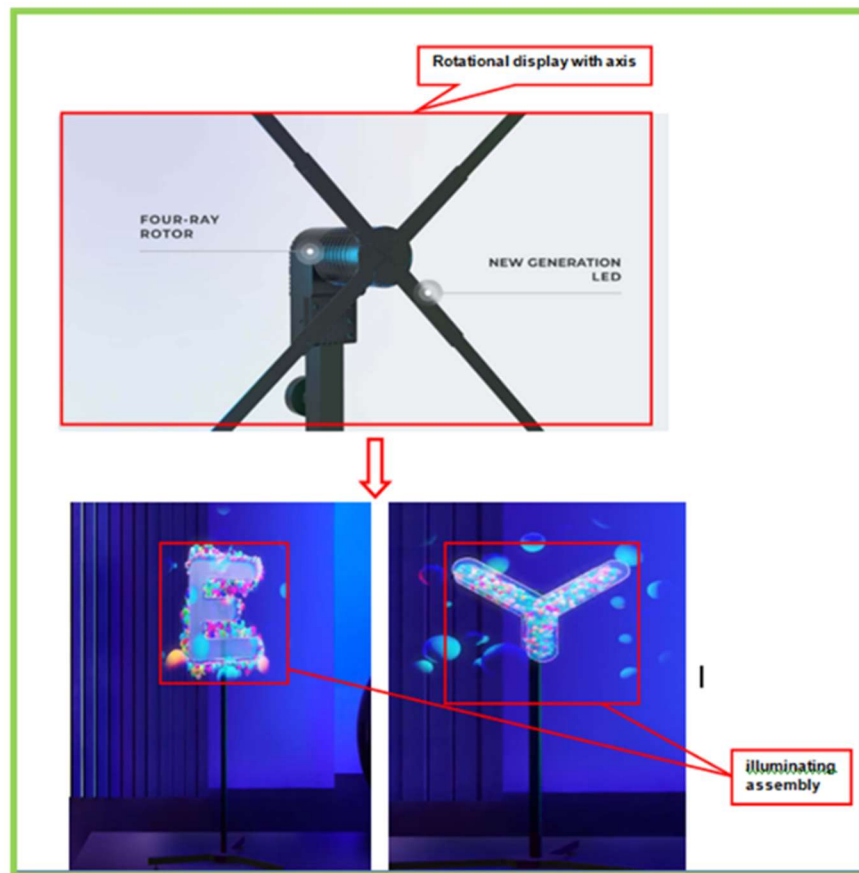 Rotational display with axis
FOUR-RAY
ROTOR
NEW GENERATION
LED
E
Y
illuminating
assembly